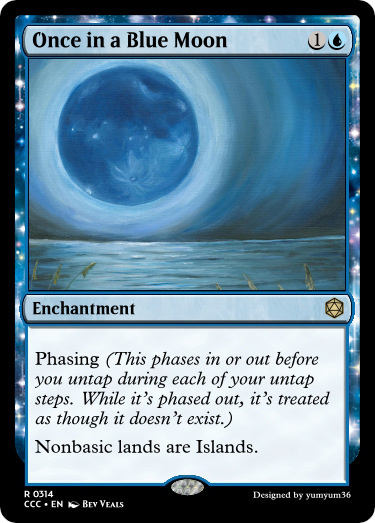 Once in a Blue Moon 1
Enchantment
Phasing (This phases in or out before
you untap during each of your untap
steps. While it's phased out, it's treated
as though it doesn't exist.)
Nonbasic lands are Islands.
R 0314
CCC • EN Bev Veals
Designed by yumyum36